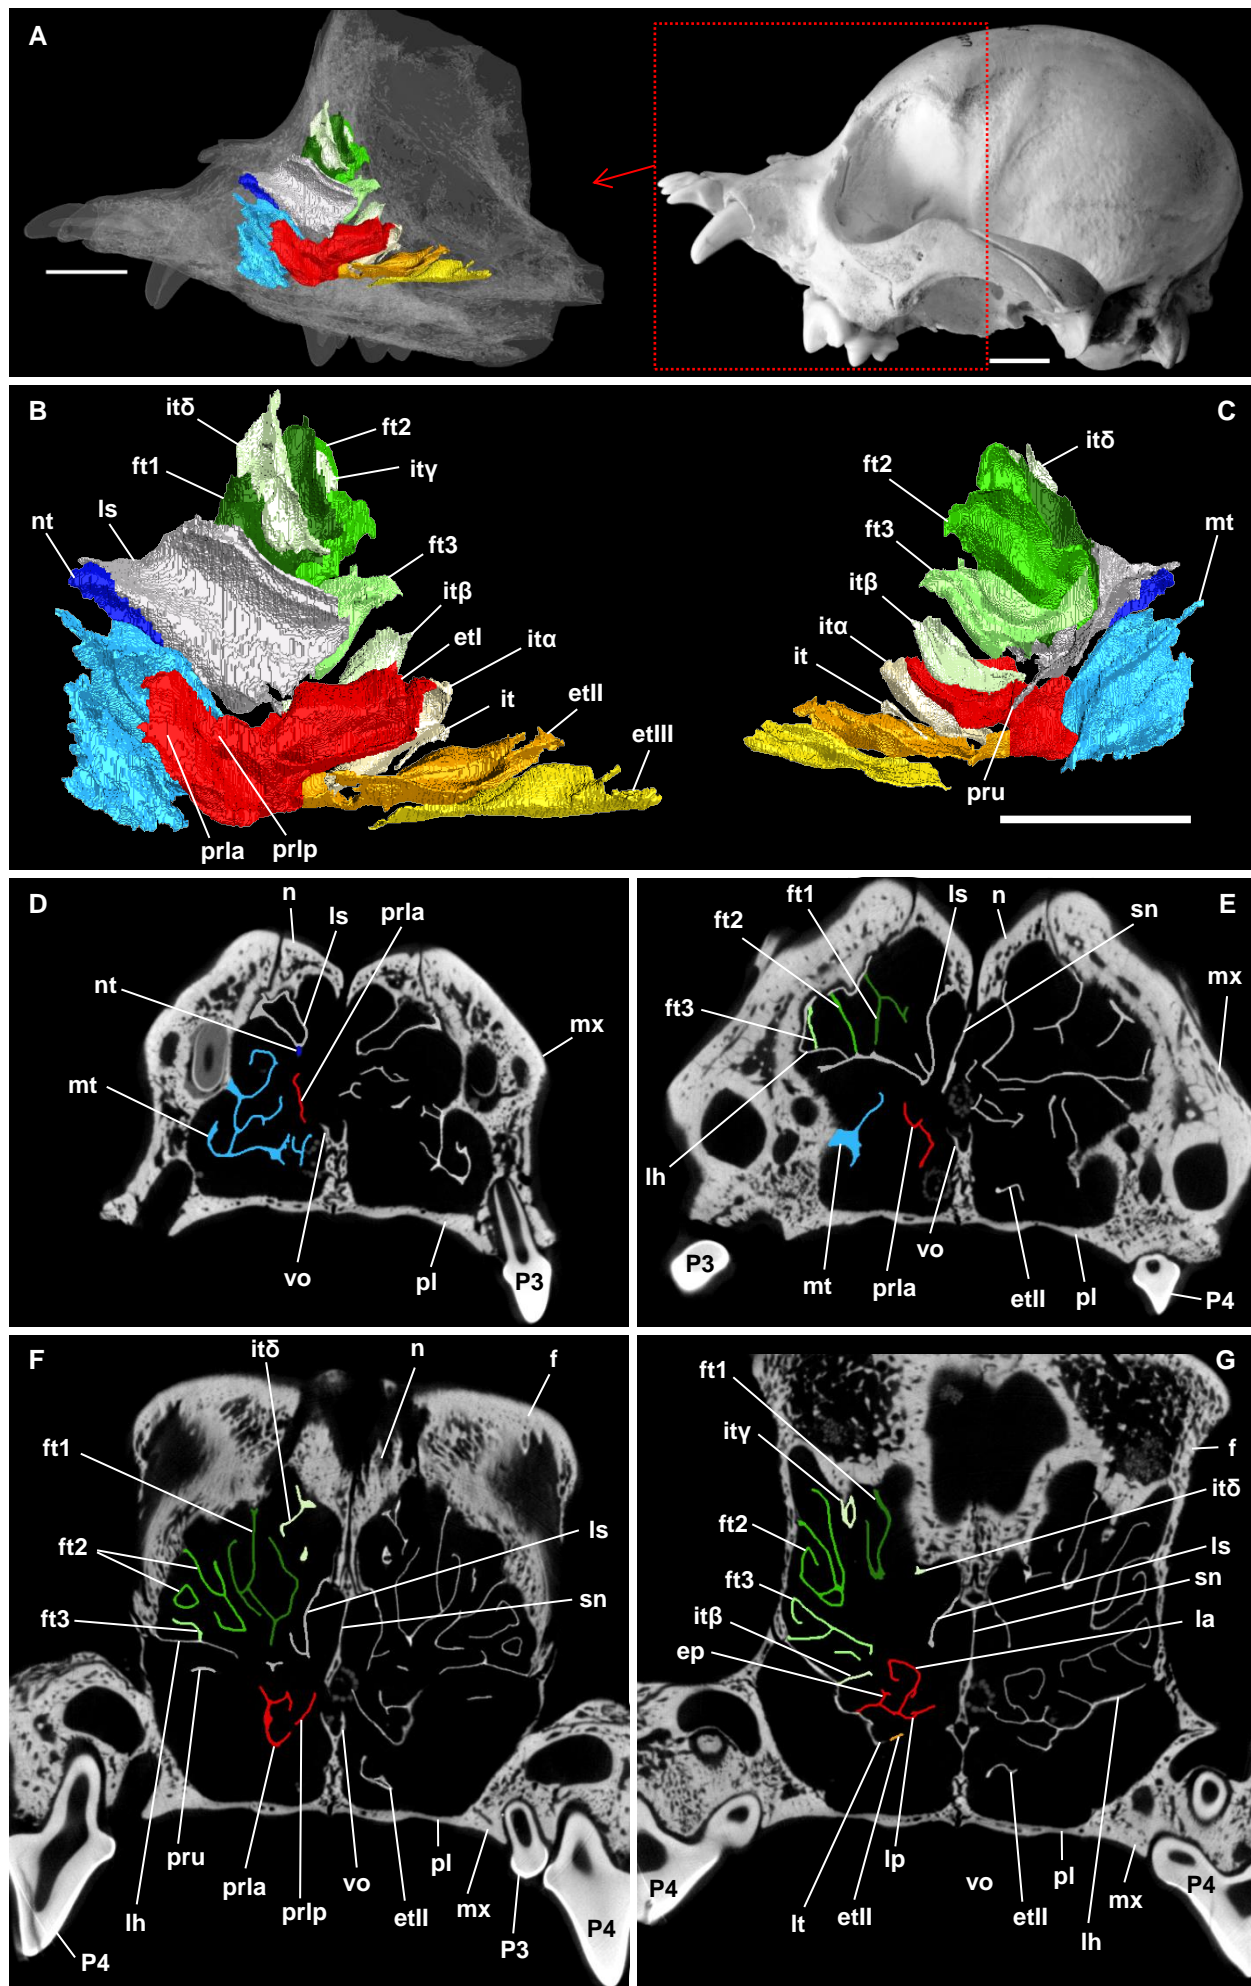 A
B
itδ
ft2
ft1
itγ
ls
nt
ft3
itβ
etI
itα
it
etII
etIII
prla
prlp
C
itδ
ft2
mt
ft3
itβ
itα
it
pru
D
n
ls
prla
nt
mx
mt
vo
pl
P3
E
ft1
ls
n
sn
ft2
mx
ft3
lh
vo
P3
mt
prla
etII
pl
P4
F
itδ
n
f
ft1
ls
ft2
sn
ft3
pru
prla
prlp
vo
pl
mx
lh
P3
P4
P4
G
ft1
itγ
f
itδ
ft2
ls
ft3
sn
itβ
la
ep
lp
vo
pl
P4
P4
lt
etII
etII
lh
mx